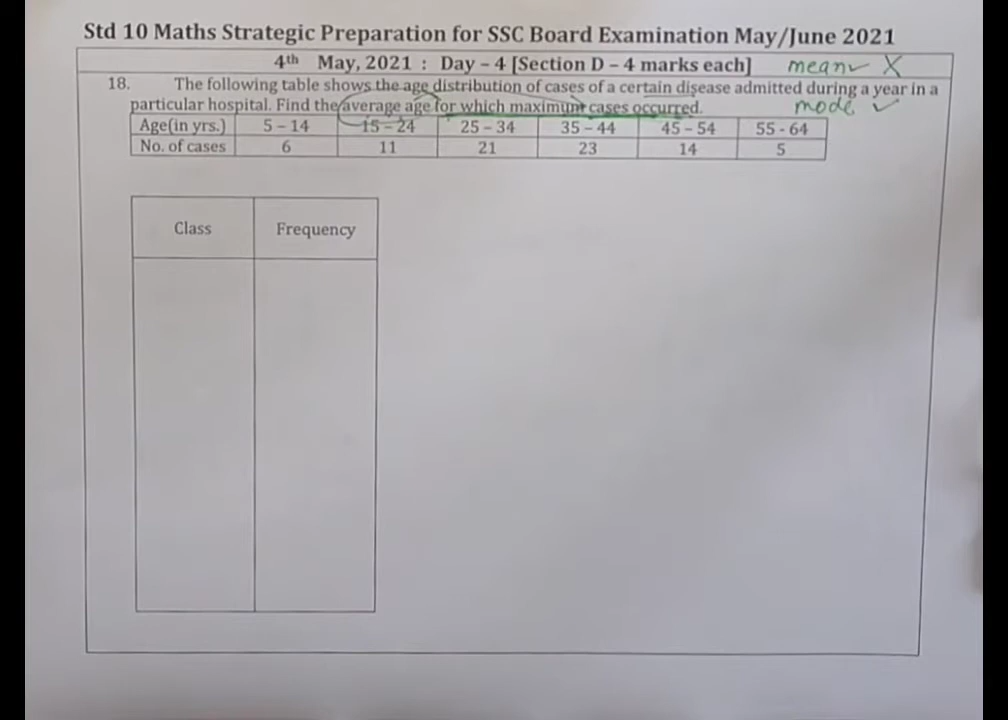 Std 10 Maths Strategic Preparation for SSC Board Examination May/June 2021
4th May, 2021 : Day – 4 [Section D – 4 marks each] mean X
18. The following table shows the age distribution of cases of a certain disease admitted during a year in a
particular hospital. Find the average age for which maximum cases occurred. mode ✓
Age(in yrs.) 5 – 14 15 – 24 25 – 34 35 – 44 45 – 54 55 - 64
No. of cases 6 11 21 23 14 5
Class Frequency